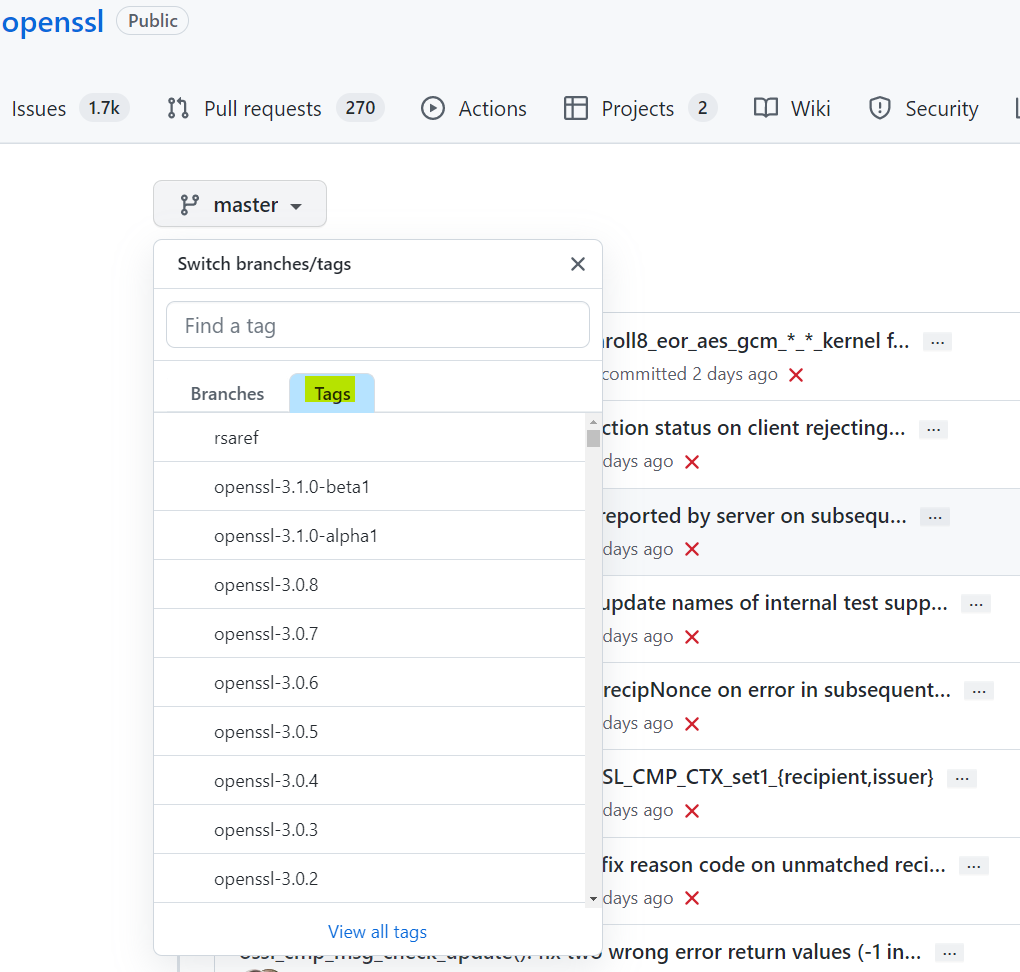 openssl Public
Issues 1.7k Pull requests 270 Actions Projects 2 Wiki Security
master
Switch branches/tags
Find a tag
Branches Tags
rsaref
openssl-3.1.0-beta1
openssl-3.1.0-alpha1
openssl-3.0.8
openssl-3.0.7
openssl-3.0.6
openssl-3.0.5
openssl-3.0.4
openssl-3.0.3
openssl-3.0.2
View all tags
nroll8_eor_aes_gcm_*_*_kernel f... ...
committed 2 days ago
ction status on client rejecting... ...
days ago
reported by server on subsequ... ...
days ago
update names of internal test supp... ...
days ago
recipNonce on error in subsequent... ...
days ago
SL_CMP_CTX_set1_{recipient,issuer} ...
days ago
fix reason code on unmatched reci... ...
days ago
ossl_cmp_msg_check_update(): fix two wrong error return values (-1 in... ...